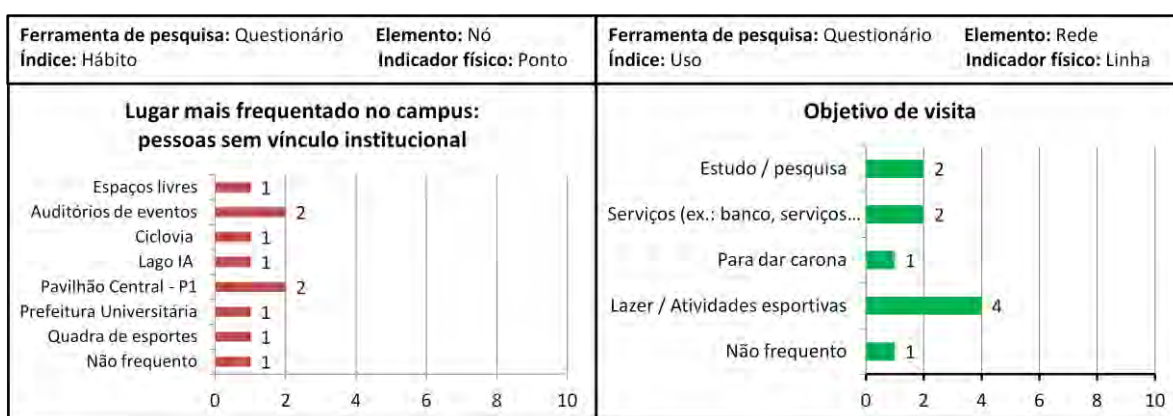 Ferramenta de pesquisa: Questionário Elemento: Nó
Índice: Hábito Indicador físico: Ponto
Lugar mais frequentado no campus:
pessoas sem vínculo institucional
Espaços livres 1
Auditórios de eventos 2
Ciclovia 1
Lago IA 1
Pavilhão Central - P1 2
Prefeitura Universitária 1
Quadra de esportes 1
Não frequento 1
0 2 4 6 8 10
Ferramenta de pesquisa: Questionário Elemento: Rede
Índice: Uso Indicador físico: Linha
Objetivo de visita
Estudo / pesquisa 2
Serviços (ex.: banco, serviços... 2
Para dar carona 1
Lazer / Atividades esportivas 4
Não frequento 1
0 2 4 6 8 10